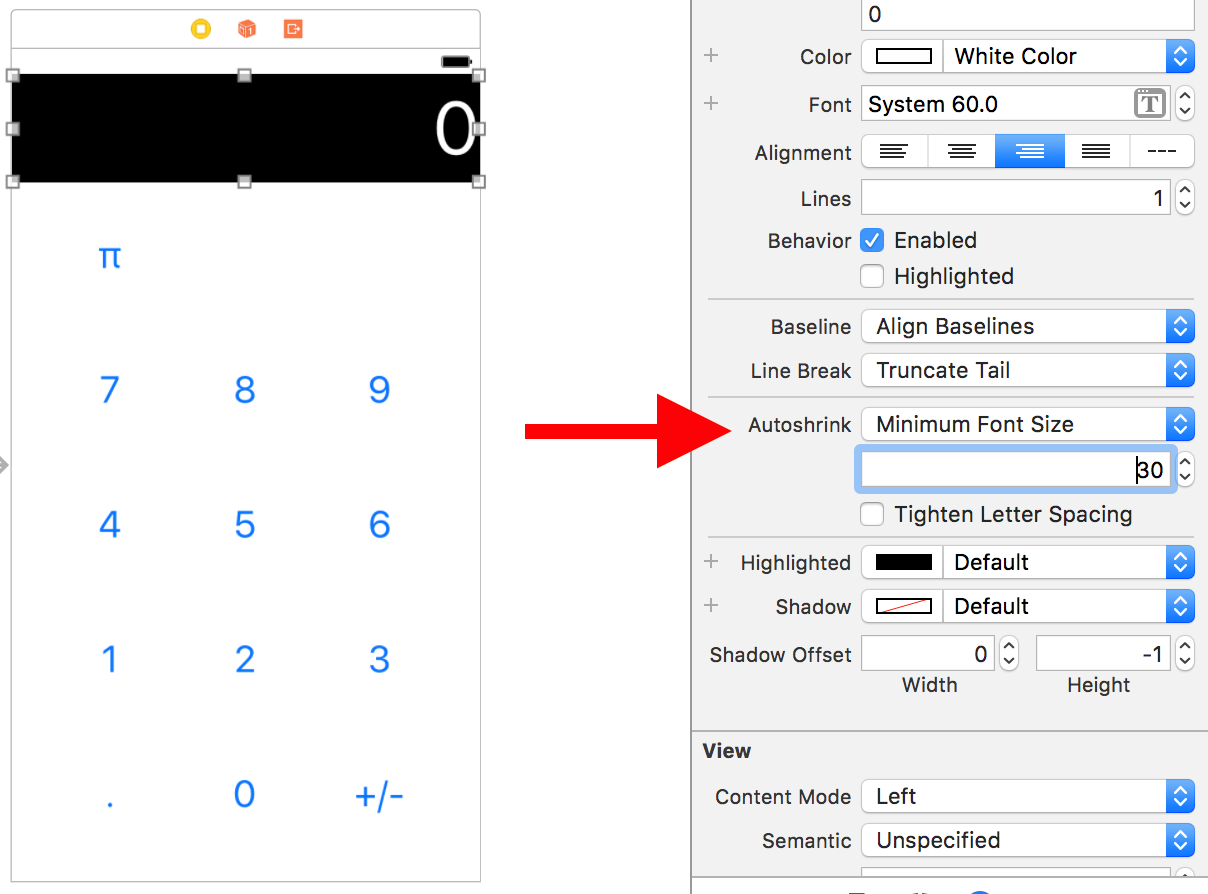 0
π
7 8 9
4 5 6
1 2 3
. 0 +/-
0
Color White Color
Font System 60.0 T
Alignment ---
Lines 1
Behavior Enabled
Highlighted
Baseline Align Baselines
Line Break Truncate Tail
Autoshrink Minimum Font Size
30
Tighten Letter Spacing
Highlighted Default
Shadow Default
Shadow Offset 0 -1
Width Height
View
Content Mode Left
Semantic Unspecified